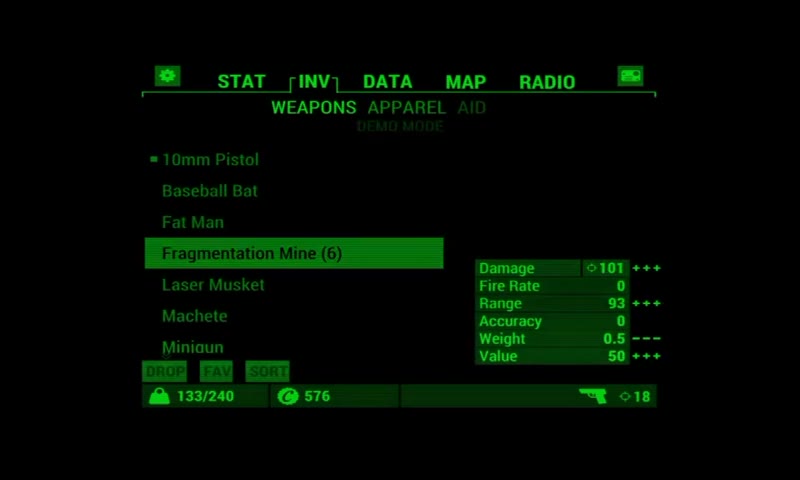 STAT INV DATA MAP RADIO
WEAPONS APPAREL AID
DEMO MODE
10mm Pistol
Baseball Bat
Fat Man
Fragmentation Mine (6)
Laser Musket
Machete
Minigun
Damage 101 +++
Fire Rate 0
Range 93 +++
Accuracy 0
Weight 0.5 ---
Value 50 +++
DROP FAV SORT
133/240 576 18